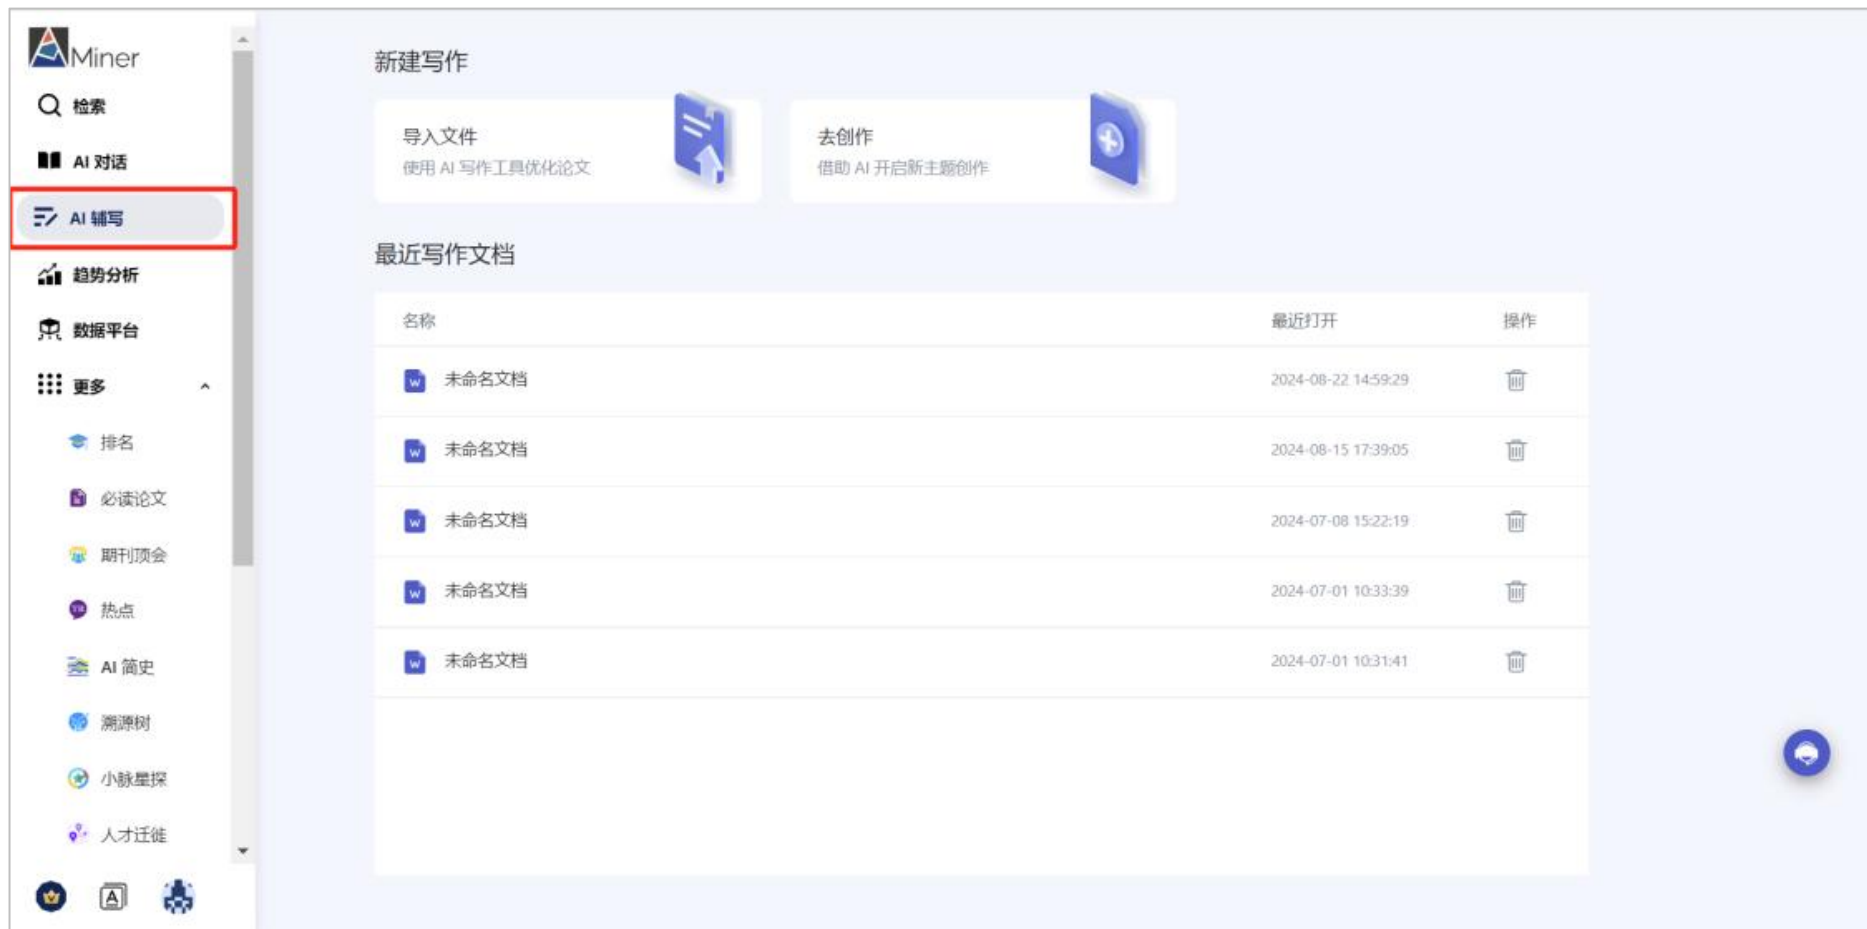 AMiner
检索
AI 对话
AI 辅写
趋势分析
数据平台
更多
排名
必读论文
期刊顶会
热点
AI 简史
溯源树
小脉星探
人才迁徙
新建写作
导入文件
使用 AI 写作工具优化论文
去创作
借助 AI 开启新主题创作
最近写作文档
名称 最近打开 操作
未命名文档 2024-08-22 14:59:29
未命名文档 2024-08-15 17:39:05
未命名文档 2024-07-08 15:22:19
未命名文档 2024-07-01 10:33:39
未命名文档 2024-07-01 10:31:41